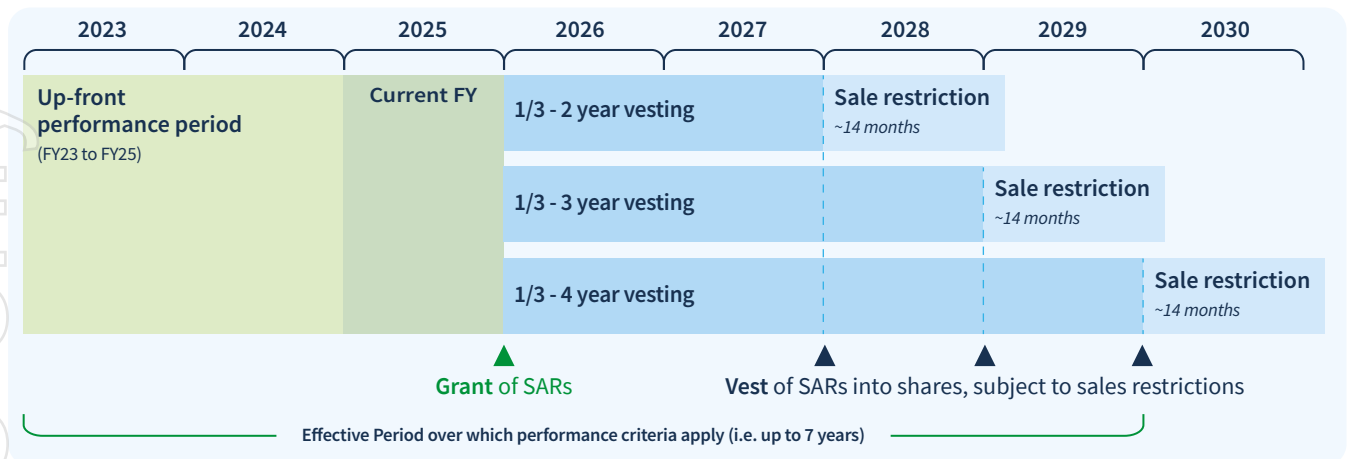 2023 2024 2025 2026 2027 2028 2029 2030
Up-front
performance period
(FY23 to FY25)
Current FY
1/3 - 2 year vesting
Sale restriction
~14 months
1/3 - 3 year vesting
Sale restriction
~14 months
1/3 - 4 year vesting
Sale restriction
~14 months
Grant of SARs
Vest of SARs into shares, subject to sales restrictions
Effective Period over which performance criteria apply (i.e. up to 7 years)